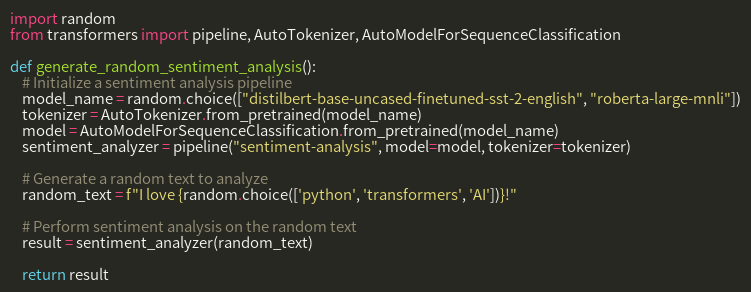 import random
from transformers import pipeline, AutoTokenizer, AutoModelForSequenceClassification
def generate_random_sentiment_analysis():
# Initialize a sentiment analysis pipeline
model_name = random.choice(["distilbert-base-uncased-finetuned-sst-2-english", "roberta-large-mnli"])
tokenizer = AutoTokenizer.from_pretrained(model_name)
model = AutoModelForSequenceClassification.from_pretrained(model_name)
sentiment_analyzer = pipeline("sentiment-analysis", model=model, tokenizer=tokenizer)
# Generate a random text to analyze
random_text = f"I love {random.choice(['python', 'transformers', 'AI'])}!"
# Perform sentiment analysis on the random text
result = sentiment_analyzer(random_text)
return result